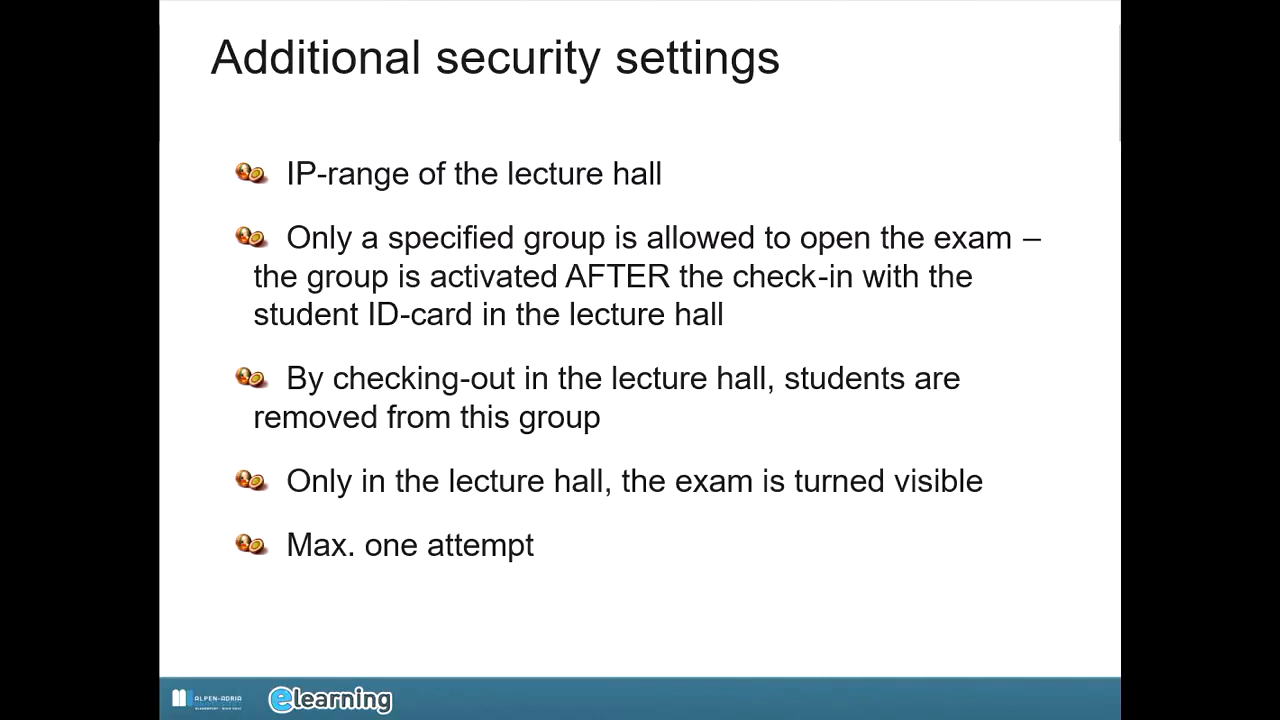 Additional security settings
IP-range of the lecture hall
Only a specified group is allowed to open the exam –
the group is activated AFTER the check-in with the
student ID-card in the lecture hall
By checking-out in the lecture hall, students are
removed from this group
Only in the lecture hall, the exam is turned visible
Max. one attempt
ALPEN-ADRIA
elearning